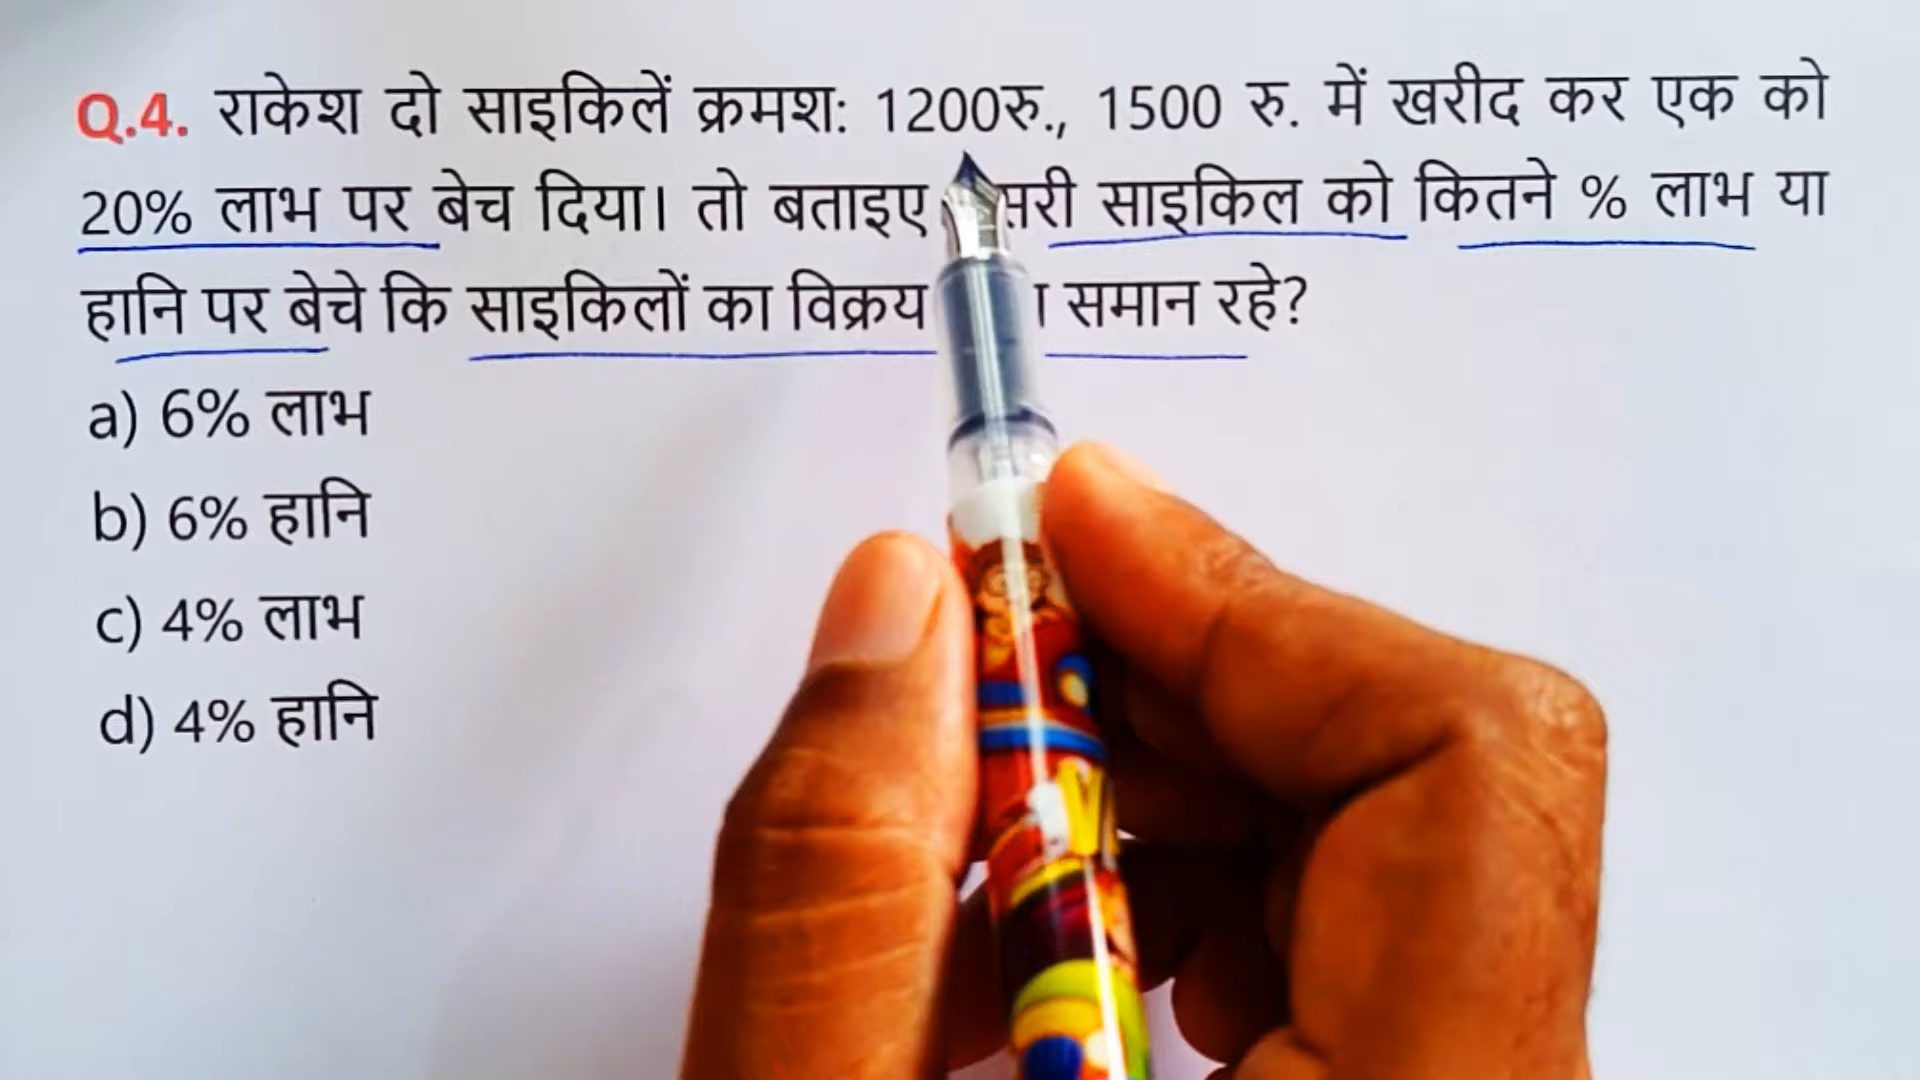 Q.4. राकेश दो साइकिलें क्रमश: 1200रु., 1500 रु. में खरीद कर एक को
20% लाभ पर बेच दिया। तो बताइए साइकिल को कितने % लाभ या
हानि पर बेचे कि साइकिलों का विक्रय समान रहे?
a) 6% लाभ
b) 6% हानि
c) 4% लाभ
d) 4% हानि